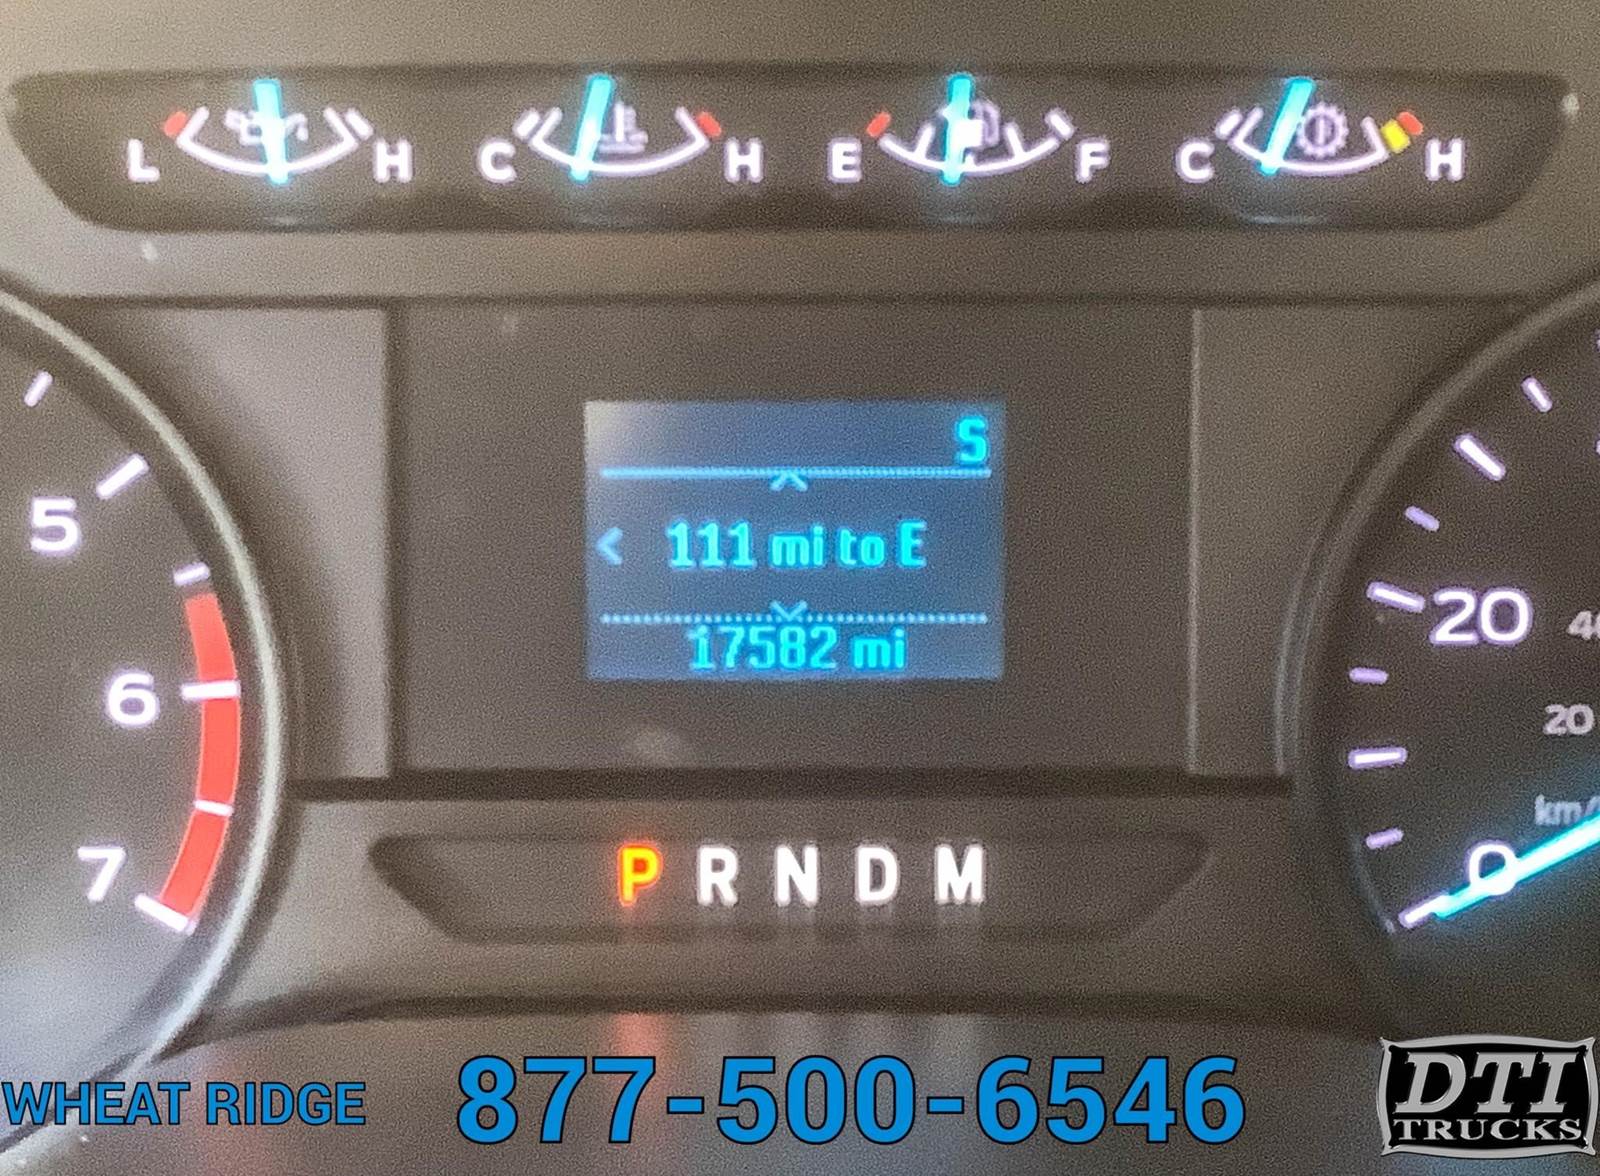 L H C H E F C H
S
< 111 mi to E
17582 mi
5
6
7
20
40
20
km/
0
P R N D M
WHEAT RIDGE
877-500-6546
DTI
TRUCKS